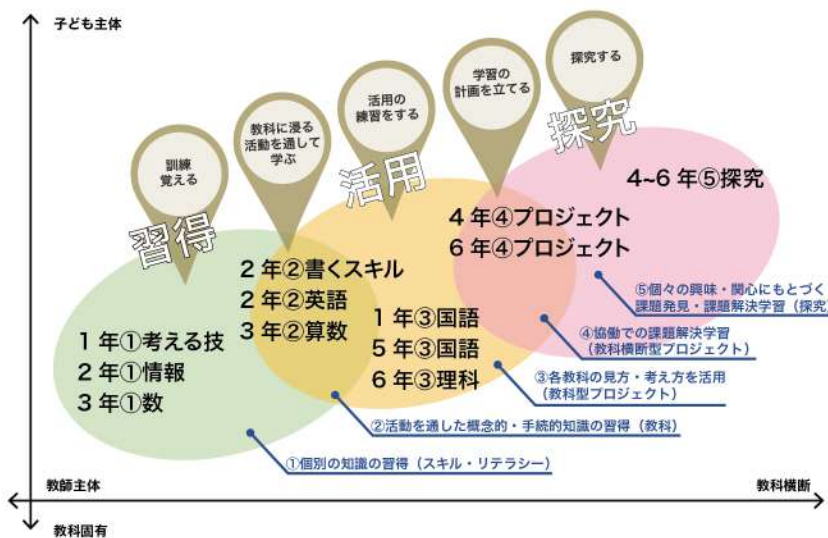 子ども主体
探究する
学習の
計画を立てる
活用の
練習をする
教科に浸る
活動を通して
学ぶ
訓練
覚える
探究
活用
習得
4~6 年⑤探究
4 年④プロジェクト
6 年④プロジェクト
2 年②書くスキル
2 年②英語
3 年②算数
1 年③国語
5 年③国語
6 年③理科
1 年①考える技
2 年①情報
3 年①数
⑤個々の興味・関心にもとづく
課題発見・課題解決学習（探究）
④協働での課題解決学習
（教科横断型プロジェクト）
③各教科の見方・考え方を活用
（教科型プロジェクト）
②活動を通した概念的・手続的知識の習得（教科）
①個別の知識の習得（スキル・リテラシー）
教師主体
教科横断
教科固有